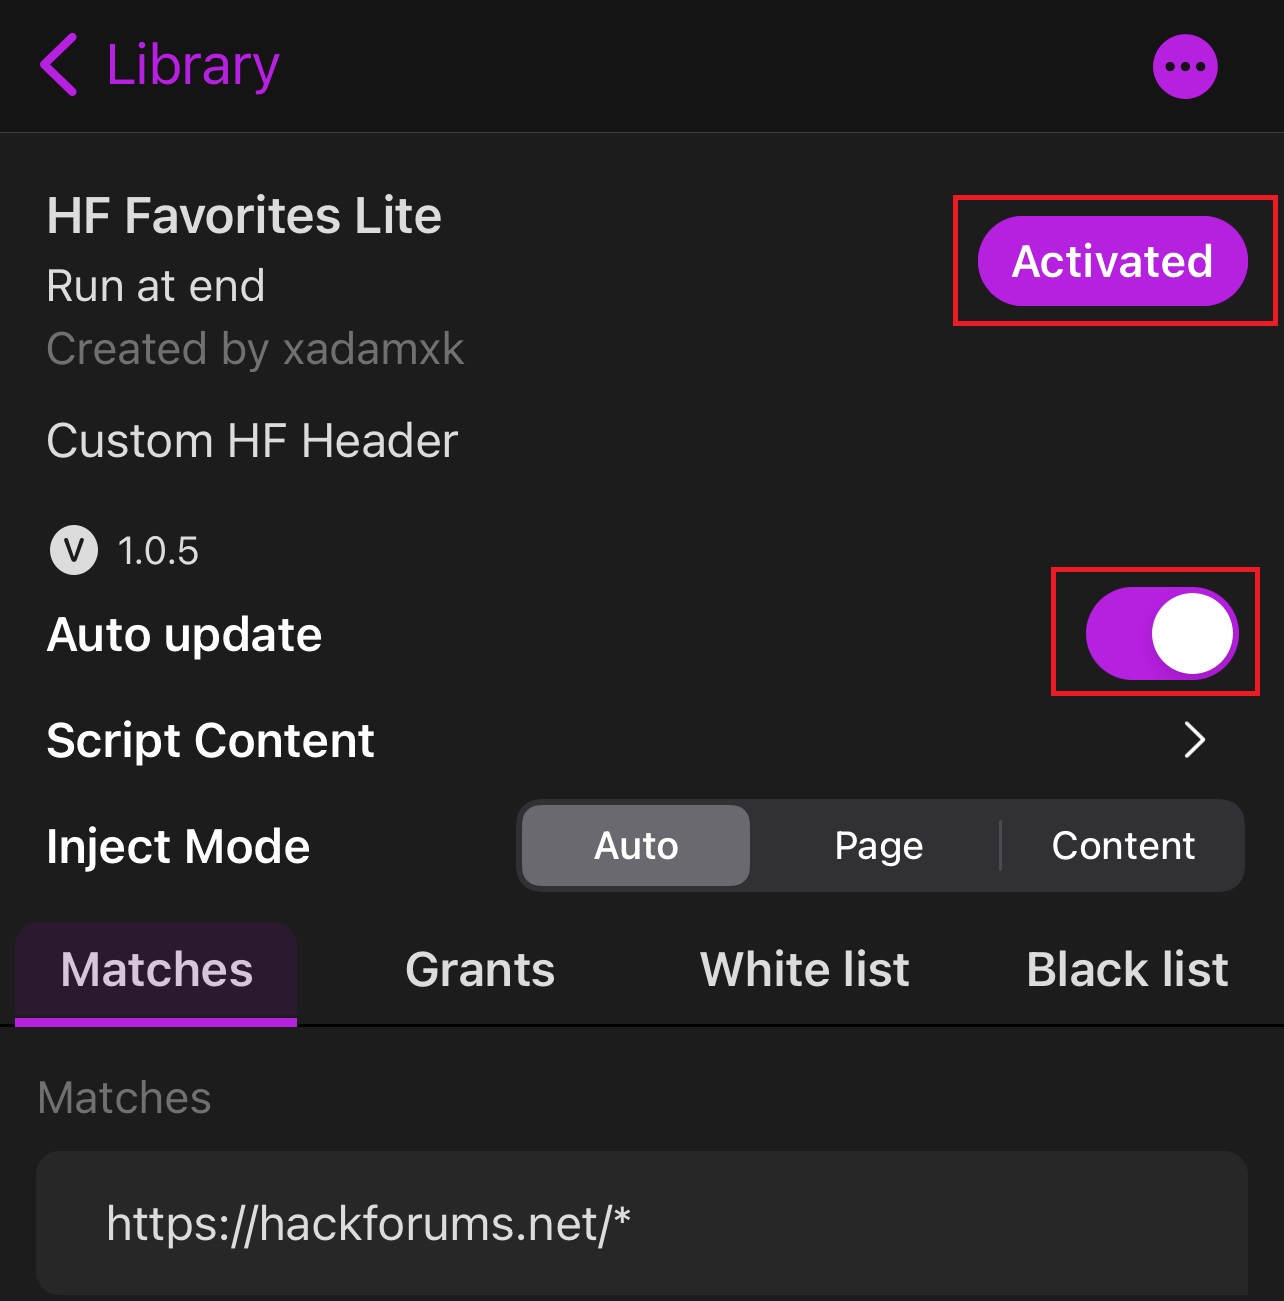 Library
HF Favorites Lite
Activated
Run at end
Created by xadamxk
Custom HF Header
V 1.0.5
Auto update
Script Content
Inject Mode Auto Page Content
Matches Grants White list Black list
Matches
https://hackforums.net/*